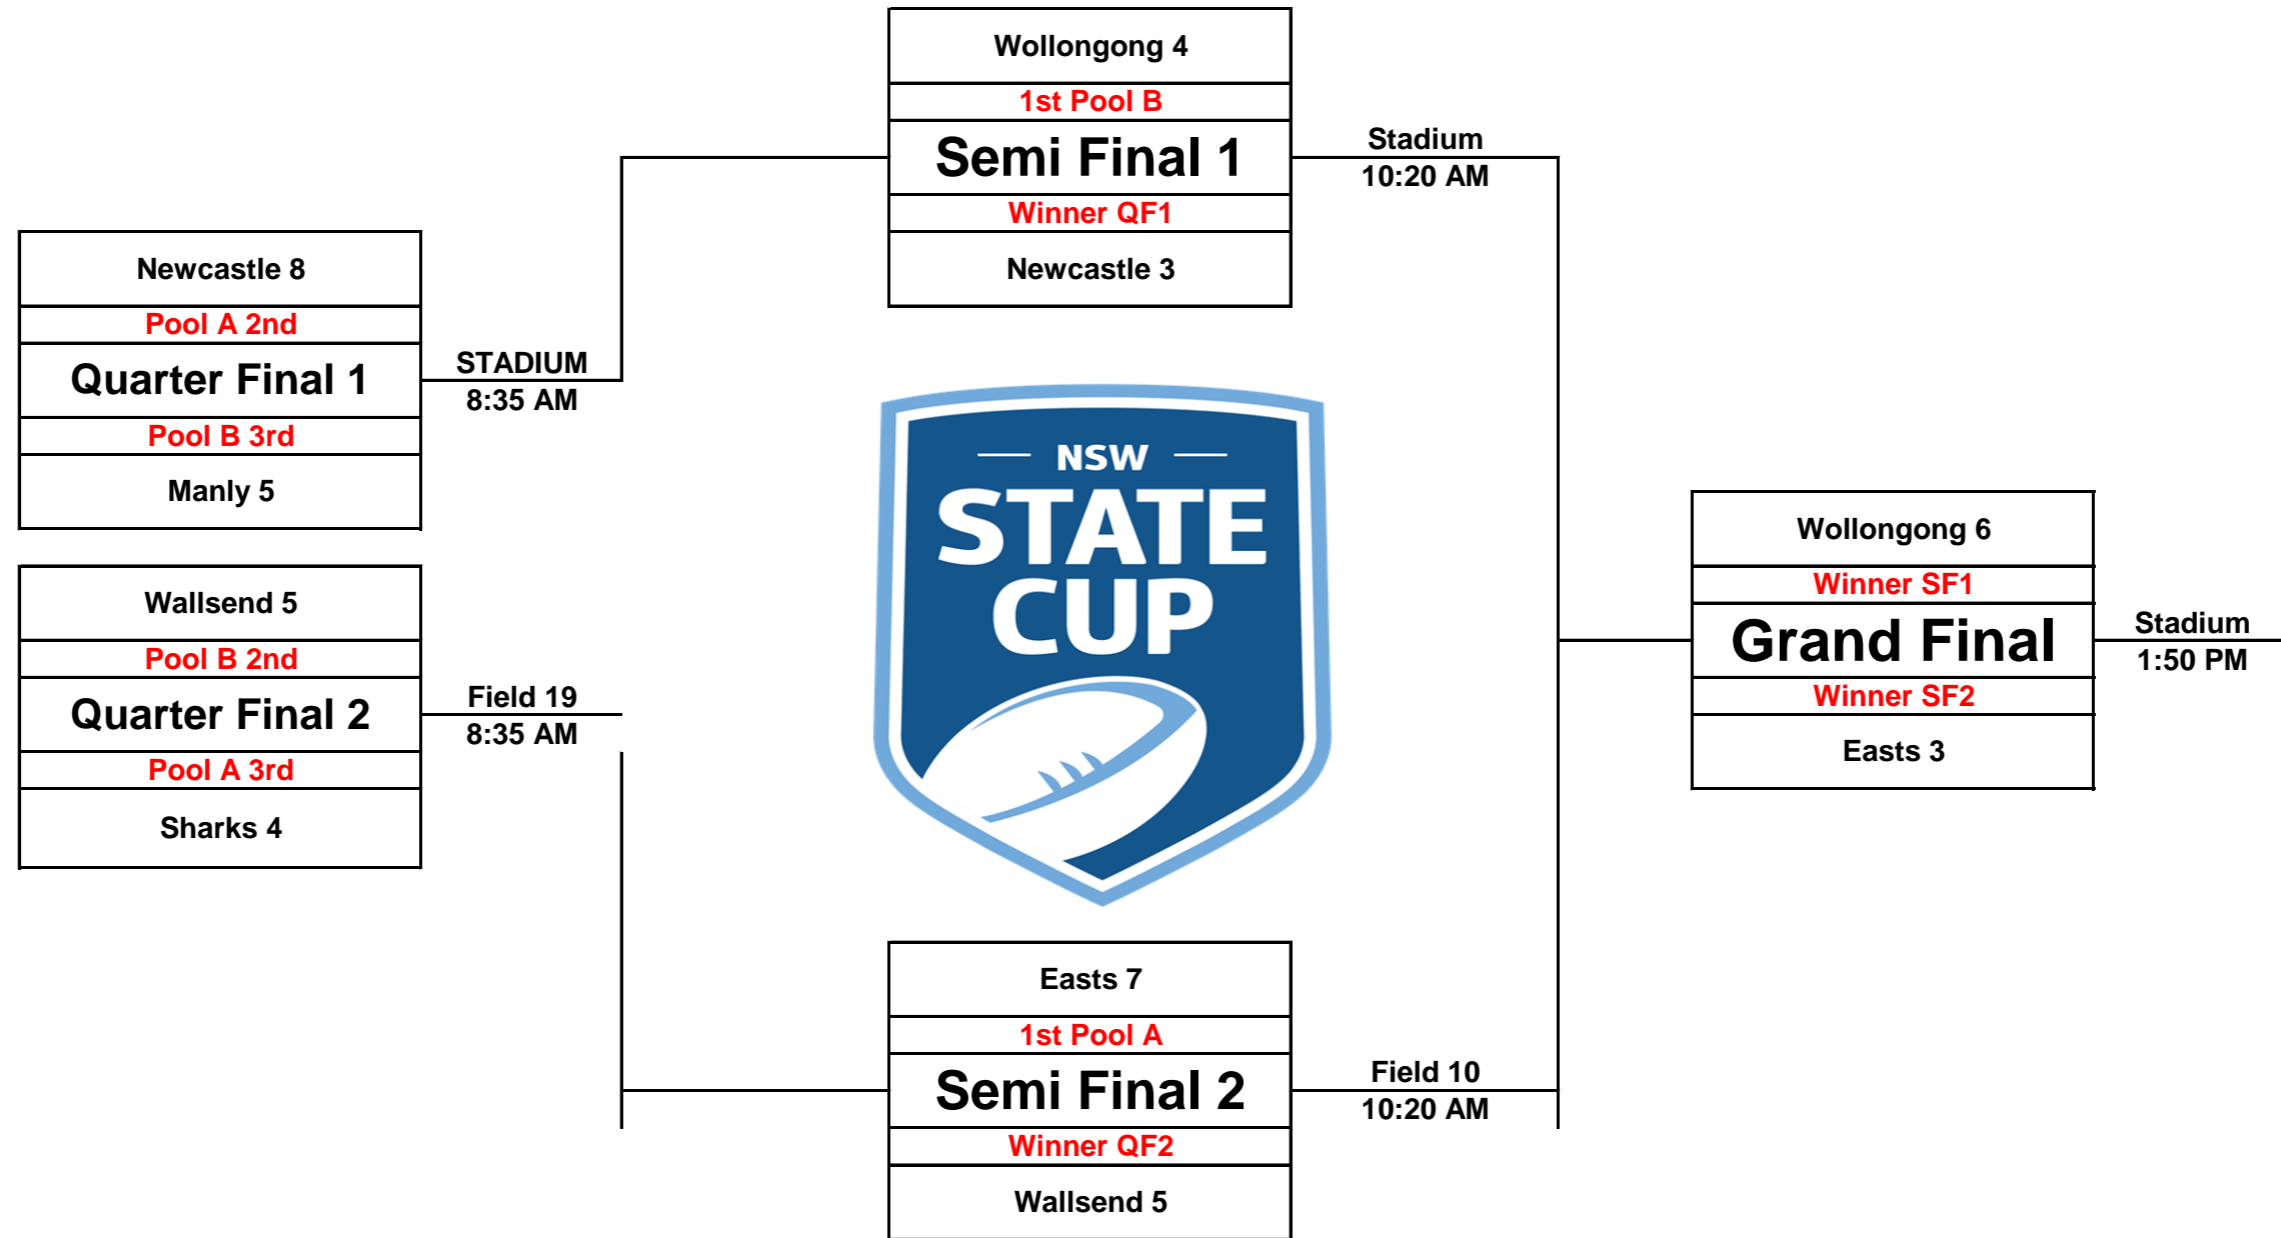 Newcastle 8
Pool A 2nd
Quarter Final 1
Pool B 3rd
Manly 5
STADIUM
8:35 AM
Wallsend 5
Pool B 2nd
Quarter Final 2
Pool A 3rd
Sharks 4
Field 19
8:35 AM
Wollongong 4
1st Pool B
Semi Final 1
Winner QF1
Newcastle 3
Stadium
10:20 AM
NSW
STATE
CUP
Easts 7
1st Pool A
Semi Final 2
Winner QF2
Wallsend 5
Field 10
10:20 AM
Wollongong 6
Winner SF1
Grand Final
Winner SF2
Easts 3
Stadium
1:50 PM